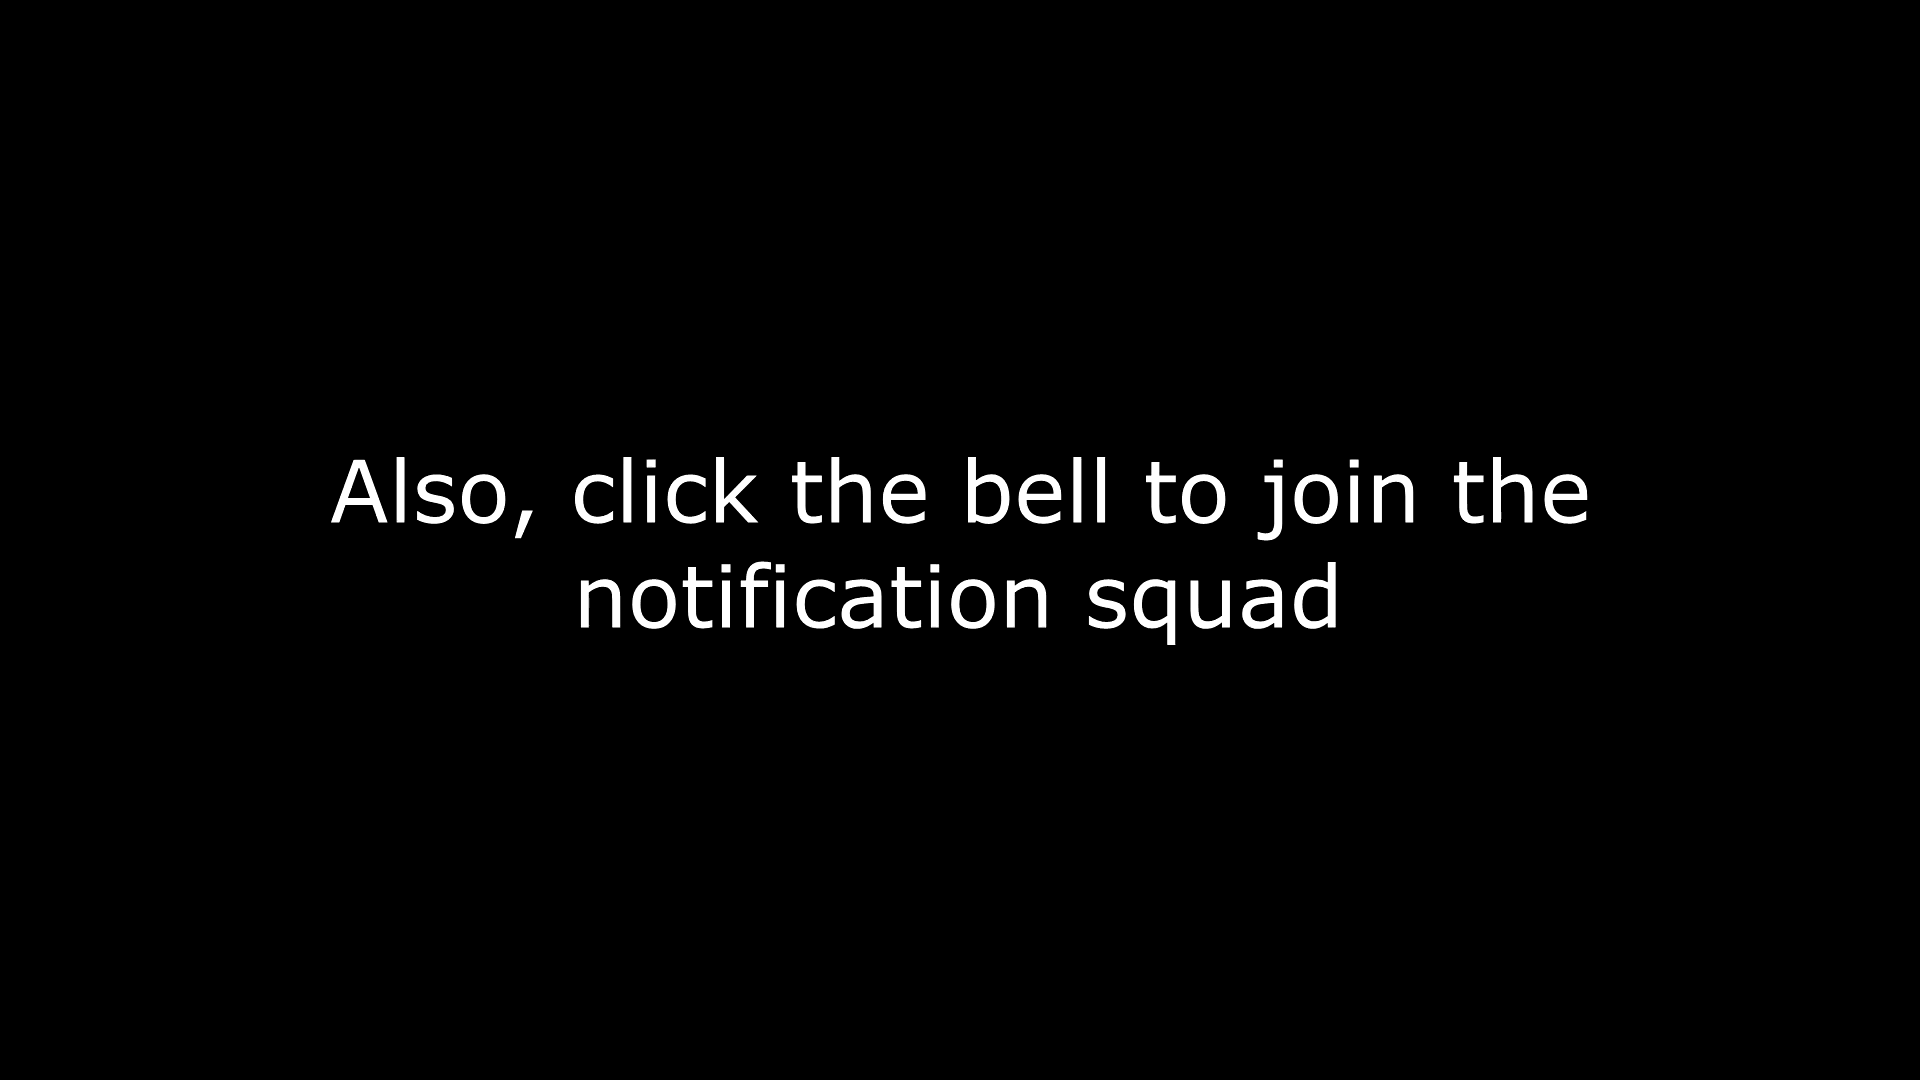 Also, click the bell to join the
notification squad